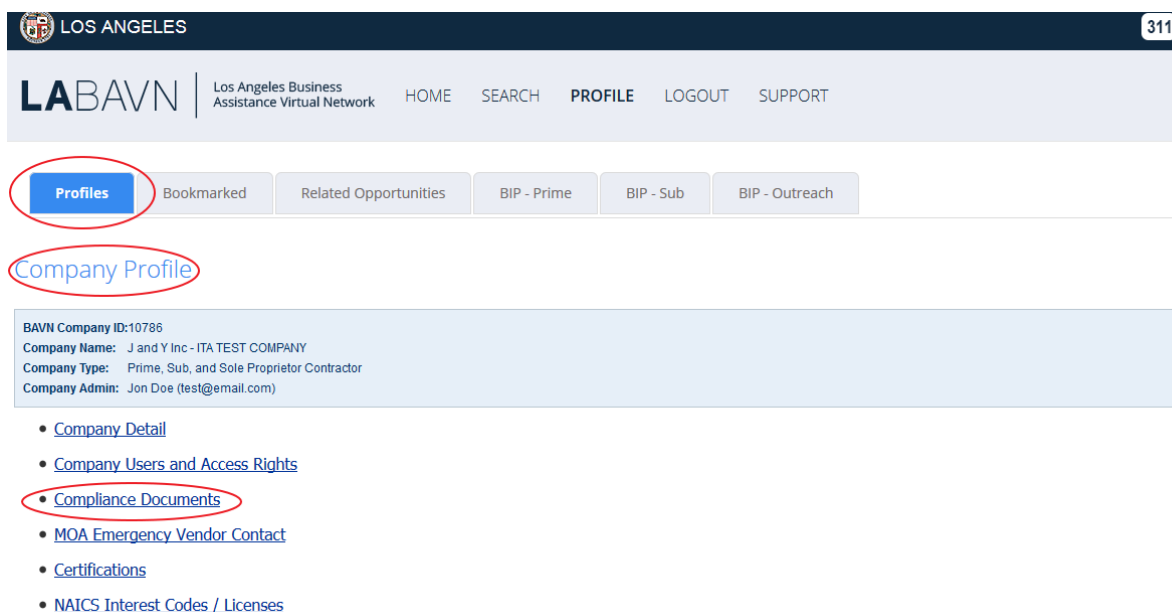 LOS ANGELES
311
LABAVN
Los Angeles Business
Assistance Virtual Network
HOME SEARCH PROFILE LOGOUT SUPPORT
Profiles Bookmarked Related Opportunities BIP - Prime BIP - Sub BIP - Outreach
Company Profile
BAVN Company ID:10786
Company Name: J and Y Inc - ITA TEST COMPANY
Company Type: Prime, Sub, and Sole Proprietor Contractor
Company Admin: Jon Doe (test@email.com)
• Company Detail
• Company Users and Access Rights
• Compliance Documents
• MOA Emergency Vendor Contact
• Certifications
• NAICS Interest Codes / Licenses